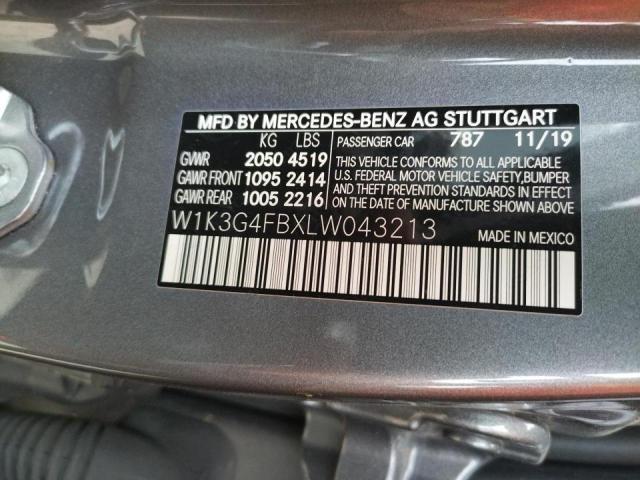 MFD BY MERCEDES-BENZ AG STUTTGART
KG LBS PASSENGER CAR 787 11/19
GVWR 2050 4519 THIS VEHICLE CONFORMS TO ALL APPLICABLE
GAWR FRONT 1095 2414 U.S. FEDERAL MOTOR VEHICLE SAFETY,BUMPER
GAWR REAR 1005 2216 AND THEFT PREVENTION STANDARDS IN EFFECT
ON THE DATE OF MANUFACTURE SHOWN ABOVE.
W1K3G4FBXLW043213 MADE IN MEXICO